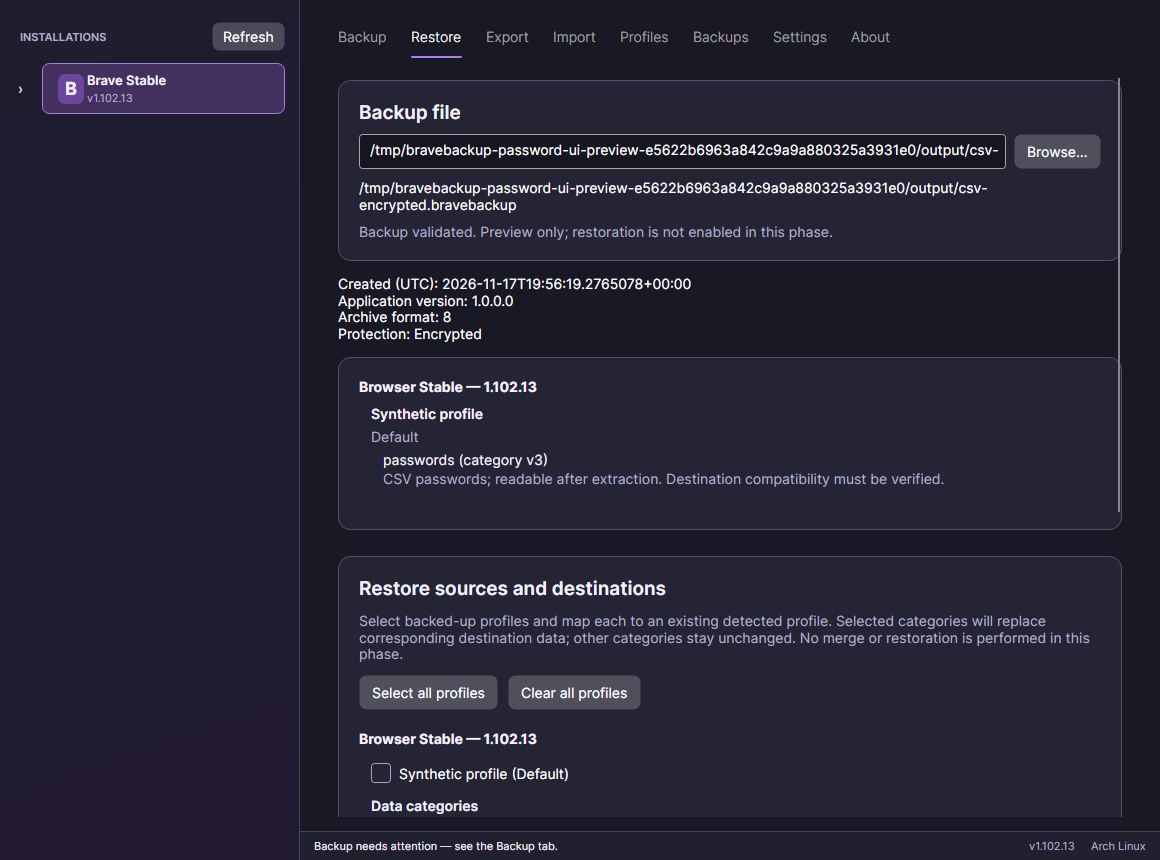 INSTALLATIONS
Refresh
›
B
Brave Stable
v1.102.13
Backup
Restore
Export
Import
Profiles
Backups
Settings
About
Backup file
/tmp/bravebackup-password-ui-preview-e5622b6963a842c9a9a880325a3931e0/output/csv-
Browse...
/tmp/bravebackup-password-ui-preview-e5622b6963a842c9a9a880325a3931e0/output/csv-
encrypted.bravebackup
Backup validated. Preview only; restoration is not enabled in this phase.
Created (UTC): 2026-11-17T19:56:19.2765078+00:00
Application version: 1.0.0.0
Archive format: 8
Protection: Encrypted
Browser Stable — 1.102.13
Synthetic profile
Default
passwords (category v3)
CSV passwords; readable after extraction. Destination compatibility must be verified.
Restore sources and destinations
Select backed-up profiles and map each to an existing detected profile. Selected categories will replace
corresponding destination data; other categories stay unchanged. No merge or restoration is performed in this
phase.
Select all profiles
Clear all profiles
Browser Stable — 1.102.13
Synthetic profile (Default)
Data categories
Backup needs attention — see the Backup tab.
v1.102.13
Arch Linux